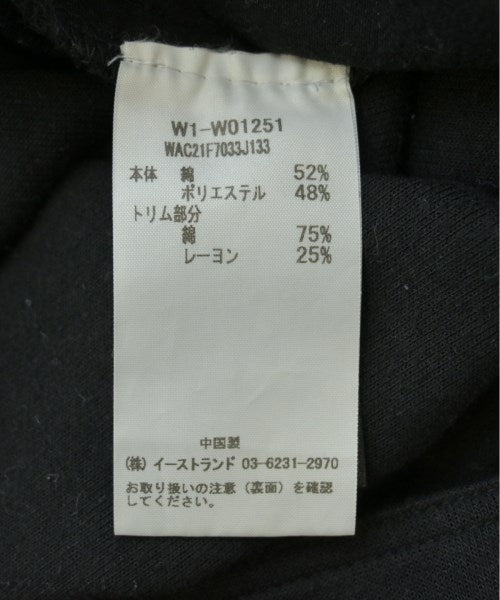 W1-W01251
WAC21F7033J133
本体 綿 52%
ポリエステル 48%
トリム部分
綿 75%
レーヨン 25%
中国製
(株) イーストランド 03-6231-2970
お取り扱いの注意（裏面）を確認
してください。